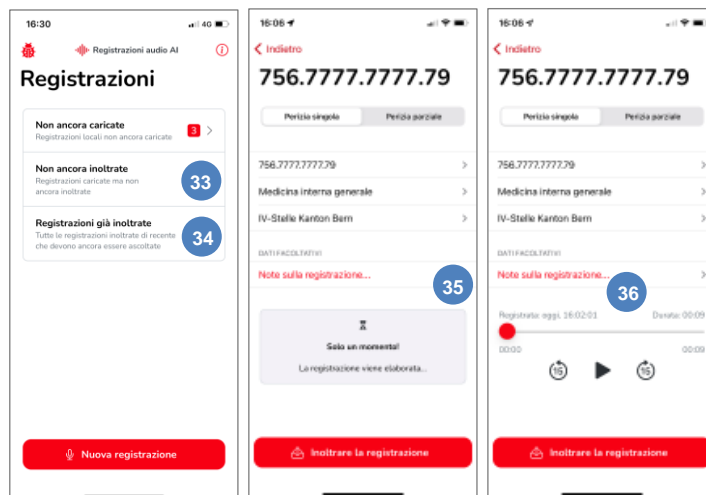 16:30
40
Registrazioni audio AI
Registrazioni
Non ancora caricate
Registrazioni locali non ancora caricate
3
Non ancora inoltrate
Registrazioni caricate ma non
ancora inoltrate
33
Registrazioni già inoltrate
Tutte le registrazioni inoltrate di recente
che devono ancora essere ascoltate
34
Nuova registrazione
16:06
Indietro
756.7777.7777.79
Perizia singola
Perizia parziale
756.7777.7777.79
Medicina interna generale
IV-Stelle Kanton Bern
DATI FACOLTATIVI
Note sulla registrazione...
35
Solo un momento!
La registrazione viene elaborata...
Inoltrare la registrazione
16:06
Indietro
756.7777.7777.79
Perizia singola
Perizia parziale
756.7777.7777.79
Medicina interna generale
IV-Stelle Kanton Bern
DATI FACOLTATIVI
Note sulla registrazione...
36
Registrata: oggi, 16:02:01
Durata: 00:09
00:00
00:09
15
15
Inoltrare la registrazione